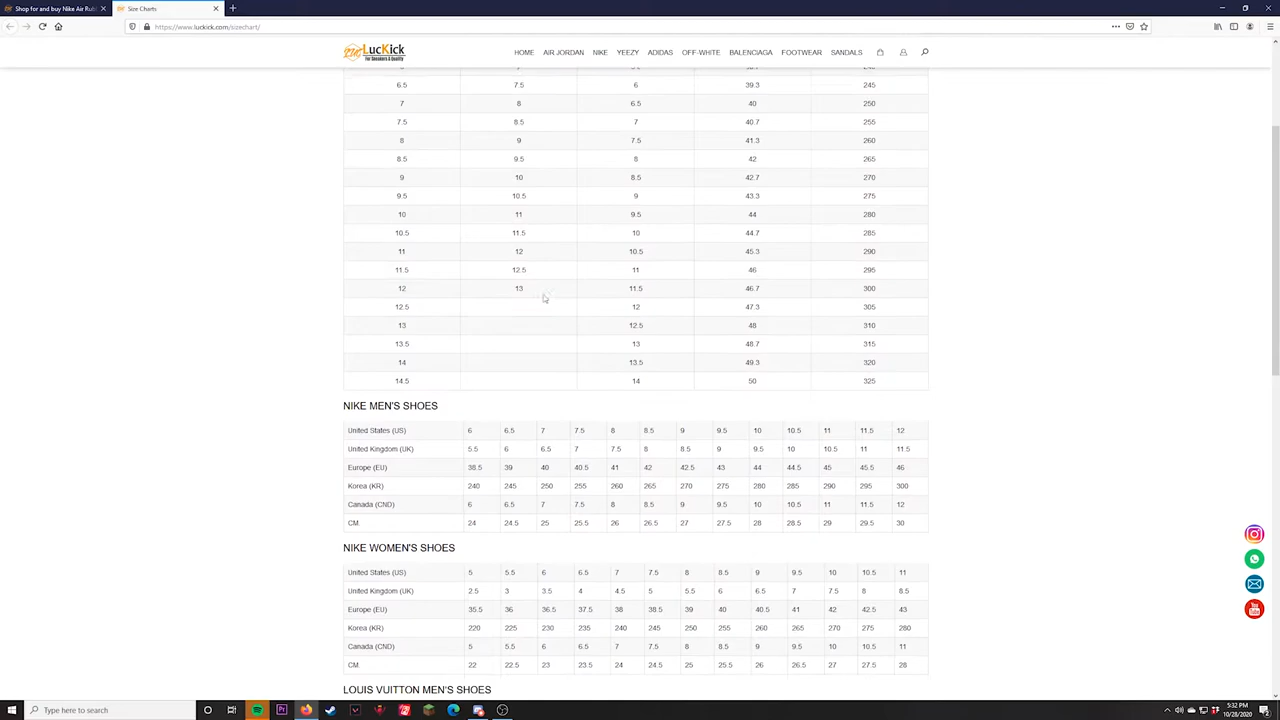 Shop for and buy Nike Air Rub
Size Charts
https://www.luckick.com/sizechart/
LucKick
For Sneakers & Quality
HOME AIR JORDAN NIKE YEEZY ADIDAS OFF-WHITE BALENCIAGA FOOTWEAR SANDALS
6.5 7.5 6 39.3 245
7 8 6.5 40 250
7.5 8.5 7 40.7 255
8 9 7.5 41.3 260
8.5 9.5 8 42 265
9 10 8.5 42.7 270
9.5 10.5 9 43.3 275
10 11 9.5 44 280
10.5 11.5 10 44.7 285
11 12 10.5 45.3 290
11.5 12.5 11 46 295
12 13 11.5 46.7 300
12.5 12 47.3 305
13 12.5 48 310
13.5 13 48.7 315
14 13.5 49.3 320
14.5 14 50 325
NIKE MEN'S SHOES
United States (US) 6 6.5 7 7.5 8 8.5 9 9.5 10 10.5 11 11.5 12
United Kingdom (UK) 5.5 6 6.5 7 7.5 8 8.5 9 9.5 10 10.5 11 11.5
Europe (EU) 38.5 39 40 40.5 41 42 42.5 43 44 44.5 45 45.5 46
Korea (KR) 240 245 250 255 260 265 270 275 280 285 290 295 300
Canada (CND) 6 6.5 7 7.5 8 8.5 9 9.5 10 10.5 11 11.5 12
CM 24 24.5 25 25.5 26 26.5 27 27.5 28 28.5 29 29.5 30
NIKE WOMEN'S SHOES
United States (US) 5 5.5 6 6.5 7 7.5 8 8.5 9 9.5 10 10.5 11
United Kingdom (UK) 2.5 3 3.5 4 4.5 5 5.5 6 6.5 7 7.5 8 8.5
Europe (EU) 35.5 36 36.5 37.5 38 38.5 39 40 40.5 41 42 42.5 43
Korea (KR) 220 225 230 235 240 245 250 255 260 265 270 275 280
Canada (CND) 5 5.5 6 6.5 7 7.5 8 8.5 9 9.5 10 10.5 11
CM 22 22.5 23 23.5 24 24.5 25 25.5 26 26.5 27 27.5 28
LOUIS VUITTON MEN'S SHOES
Type here to search
5:32 PM
10/28/2020